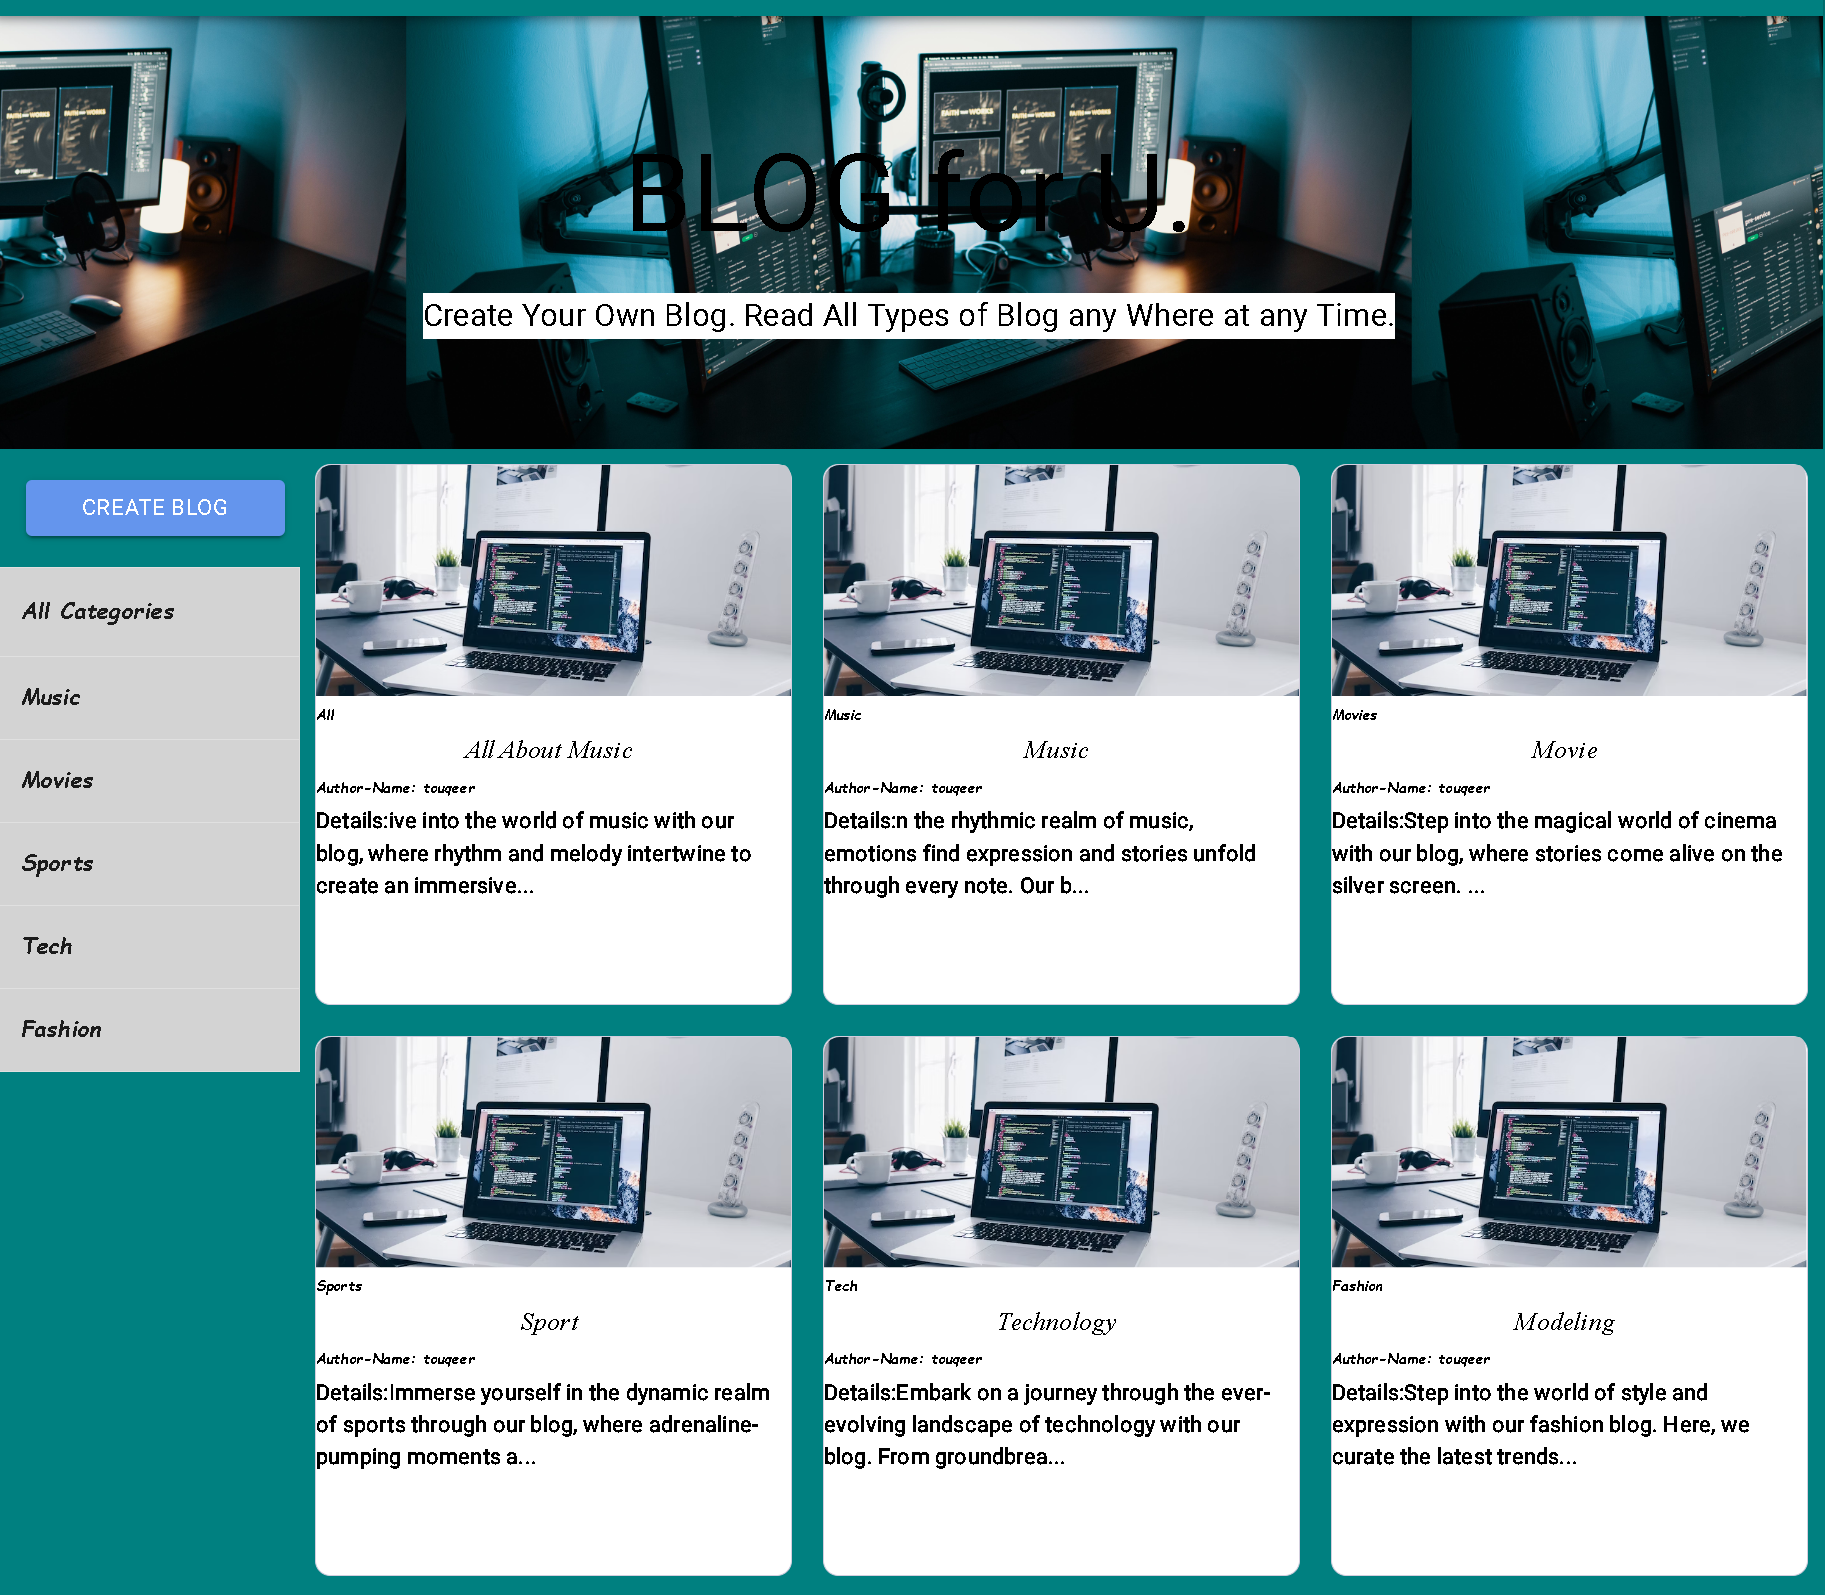 BLOG for U.
Create Your Own Blog. Read All Types of Blog any Where at any Time.
CREATE BLOG
All Categories
Music
Movies
Sports
Tech
Fashion
All
All About Music
Author-Name: touqeer
Details:ive into the world of music with our
blog, where rhythm and melody intertwine to
create an immersive...
Music
Music
Author-Name: touqeer
Details:n the rhythmic realm of music,
emotions find expression and stories unfold
through every note. Our b...
Movies
Movie
Author-Name: touqeer
Details:Step into the magical world of cinema
with our blog, where stories come alive on the
silver screen. ...
Sports
Sport
Author-Name: touqeer
Details:Immerse yourself in the dynamic realm
of sports through our blog, where adrenaline-
pumping moments a...
Tech
Technology
Author-Name: touqeer
Details:Embark on a journey through the ever-
evolving landscape of technology with our
blog. From groundbrea...
Fashion
Modeling
Author-Name: touqeer
Details:Step into the world of style and
expression with our fashion blog. Here, we
curate the latest trends...